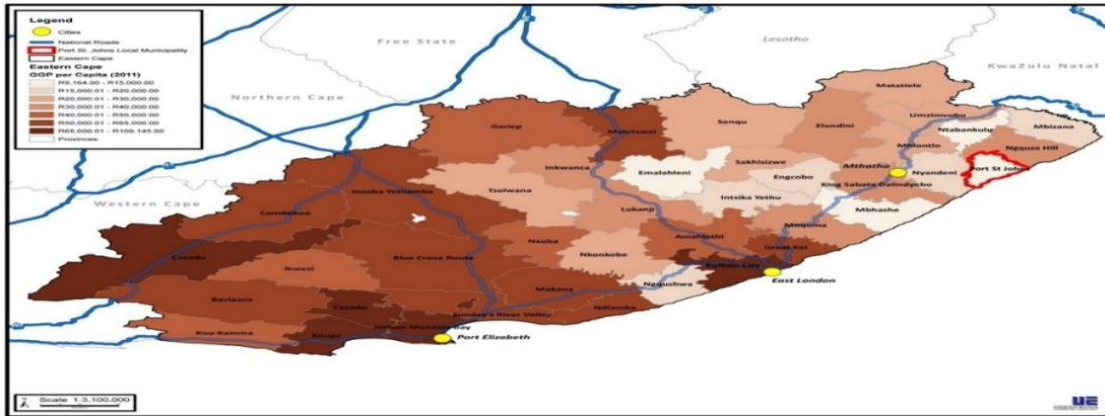 Legend
Cities
National Roads
Port St. Johns Local Municipality
Eastern Cape
Eastern Cape
GGP per Capita (2011)
R9,164.00 - R15,000.00
R15,000.01 - R20,000.00
R20,000.01 - R30,000.00
R30,000.01 - R40,000.00
R40,000.01 - R50,000.00
R50,000.01 - R65,000.00
R65,000.01 - R109,145.00
Provinces
Free State
Lesotho
KwaZulu Natal
Northern Cape
Western Cape
Matatiele
Gariep
Maletswai
Senqu
Elundini
Umzimvubu
Ntabankulu
Mbizana
Mhlontlo
Ngquza Hill
Inkwanca
Sakhisizwe
Mthatha
Nyandeni
Port St Johns
Emalahleni
Engcobo
Tsolwana
King Sabata Dalindyebo
Inxuba Yethemba
Intsika Yethu
Mbhashe
Camdeboo
Lukanji
Mnquma
Nxuba
Amahlathi
Great Kei
Cacadu
Blue Crane Route
Nkonkobe
Buffalo City
Ikwezi
East London
Ngqushwa
Makana
Baviaans
Cacadu
Ndlambe
Sunday's River Valley
Nelson Mandela Bay
Kou-Kamma
Kouga
Port Elizabeth
Scale 1:3,100,000